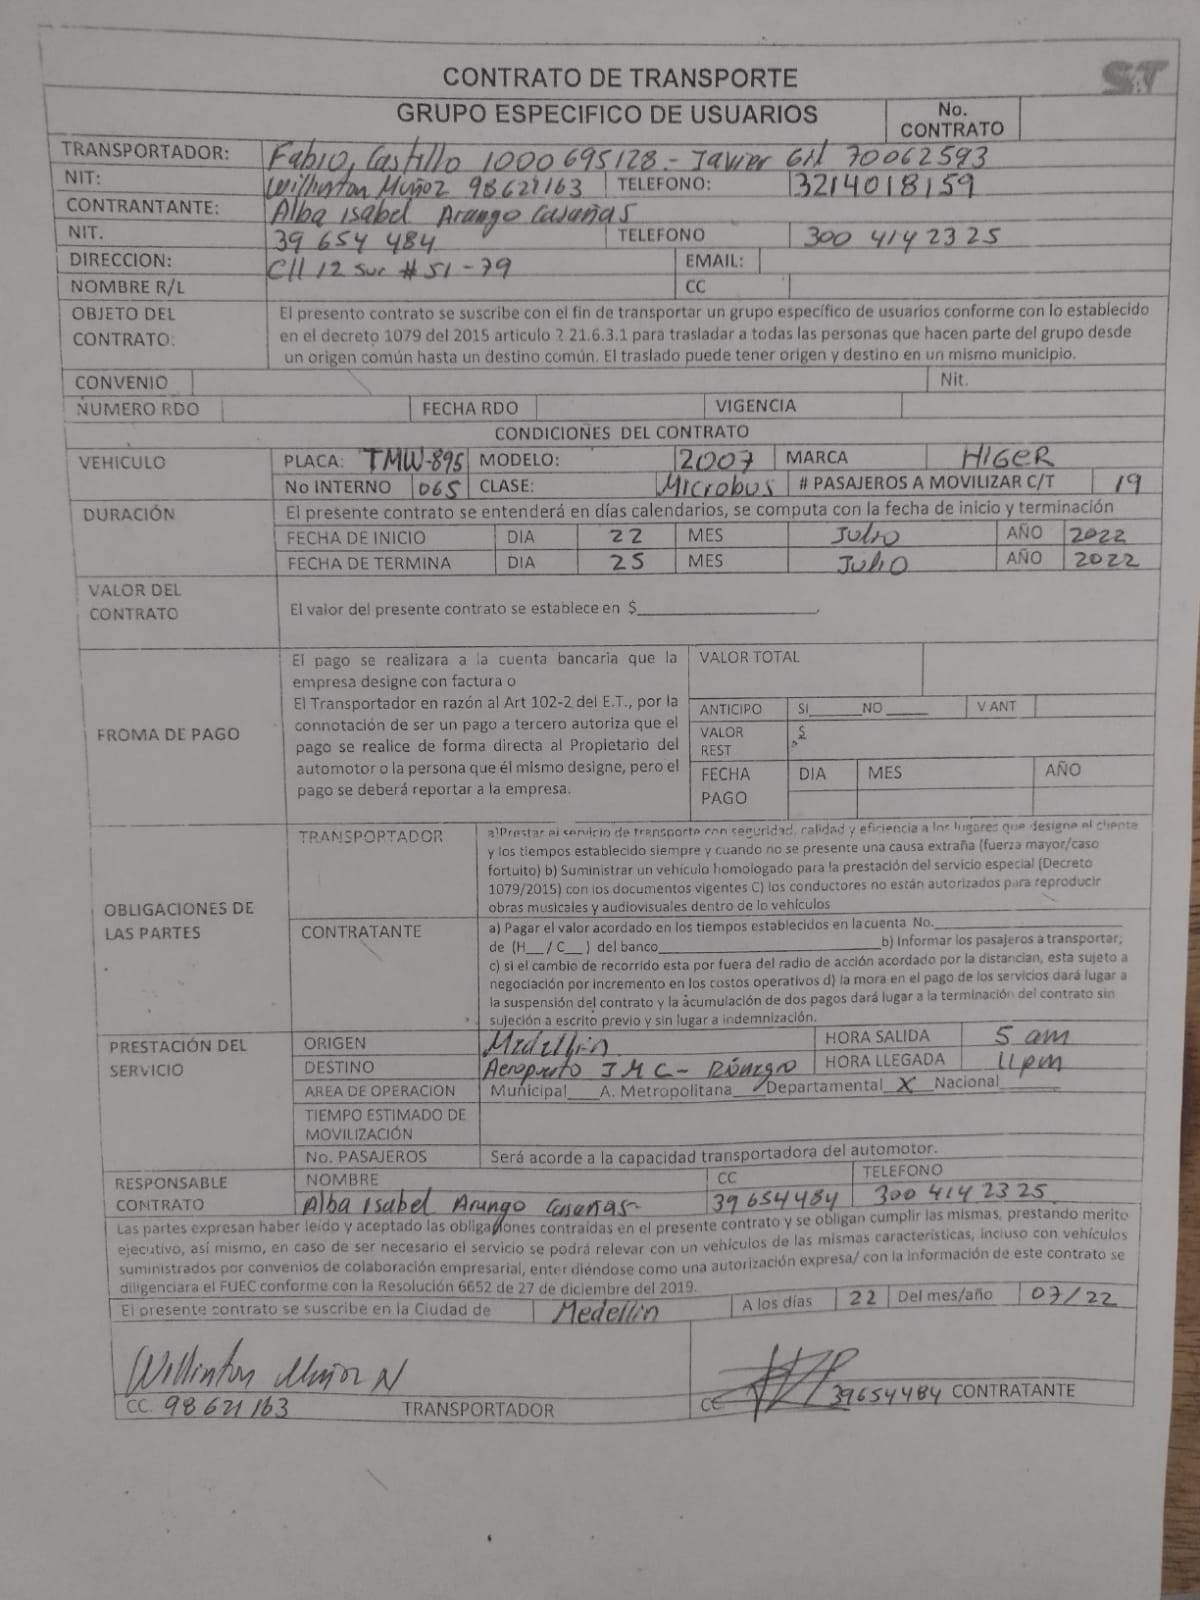 CONTRATO DE TRANSPORTE
S&T
GRUPO ESPECIFICO DE USUARIOS
No. CONTRATO
TRANSPORTADOR: Fabio, Castillo 1000695128 - Javier Gil 70062593
NIT: Willinton Muñoz 98621163 TELEFONO: 3214018159
CONTRANTANTE: Alba Isabel Arango Casañas
NIT. 39 654 484 TELEFONO 300 414 2325
DIRECCION: Cll 12 sur # 51-79 EMAIL:
NOMBRE R/L CC
OBJETO DEL CONTRATO: El presente contrato se suscribe con el fin de transportar un grupo específico de usuarios conforme con lo establecido
en el decreto 1079 del 2015 articulo 2.21.6.3.1 para trasladar a todas las personas que hacen parte del grupo desde
un origen común hasta un destino común. El traslado puede tener origen y destino en un mismo municipio.
CONVENIO Nit.
NUMERO RDO FECHA RDO VIGENCIA
CONDICIONES DEL CONTRATO
VEHICULO PLACA: TMW-895 MODELO: 2007 MARCA HIGER
No INTERNO 065 CLASE: Microbus # PASAJEROS A MOVILIZAR C/T 19
DURACIÓN El presente contrato se entenderá en días calendarios, se computa con la fecha de inicio y terminación
FECHA DE INICIO DIA 22 MES Julio AÑO 2022
FECHA DE TERMINA DIA 25 MES Julio AÑO 2022
VALOR DEL CONTRATO El valor del presente contrato se establece en $
FROMA DE PAGO
El pago se realizara a la cuenta bancaria que la
empresa designe con factura o
El Transportador en razón al Art 102-2 del E.T., por la
connotación de ser un pago a tercero autoriza que el
pago se realice de forma directa al Propietario del
automotor o la persona que él mismo designe, pero el
pago se deberá reportar a la empresa.
VALOR TOTAL
ANTICIPO SI NO V ANT
VALOR REST $
FECHA PAGO DIA MES AÑO
OBLIGACIONES DE LAS PARTES
TRANSPORTADOR a)Prestar el servicio de transporte con seguridad, calidad y eficiencia a los lugares que designe el cliente
y los tiempos establecido siempre y cuando no se presente una causa extraña (fuerza mayor/caso
fortuito) b) Suministrar un vehículo homologado para la prestación del servicio especial (Decreto
1079/2015) con los documentos vigentes C) los conductores no están autorizados para reproducir
obras musicales y audiovisuales dentro de lo vehículos
CONTRATANTE a) Pagar el valor acordado en los tiempos establecidos en la cuenta No.
de (H__/C__) del banco b) Informar los pasajeros a transportar;
c) si el cambio de recorrido esta por fuera del radio de acción acordado por la distancian, esta sujeto a
negociación por incremento en los costos operativos d) la mora en el pago de los servicios dará lugar a
la suspensión del contrato y la acumulación de dos pagos dará lugar a la terminación del contrato sin
sujeción a escrito previo y sin lugar a indemnización.
PRESTACIÓN DEL SERVICIO
ORIGEN Medellin HORA SALIDA 5 am
DESTINO Aeropuerto JMC - Rionegro HORA LLEGADA 11pm
AREA DE OPERACION Municipal____A. Metropolitana____Departamental X Nacional
TIEMPO ESTIMADO DE MOVILIZACIÓN
No. PASAJEROS Será acorde a la capacidad transportadora del automotor.
RESPONSABLE CONTRATO NOMBRE CC TELEFONO
Alba Isabel Arango Casañas 39654484 300 414 2325
Las partes expresan haber leído y aceptado las obligaciones contraídas en el presente contrato y se obligan cumplir las mismas, prestando merito
ejecutivo, así mismo, en caso de ser necesario el servicio se podrá relevar con un vehículos de las mismas características, incluso con vehículos
suministrados por convenios de colaboración empresarial, enter diéndose como una autorización expresa/ con la información de este contrato se
diligenciara el FUEC conforme con la Resolución 6652 de 27 de diciembre del 2019.
El presente contrato se suscribe en la Ciudad de Medellin A los días 22 Del mes/año 07/22
Willinton Muñoz N
CC. 98621163 TRANSPORTADOR
CC 39654484 CONTRATANTE